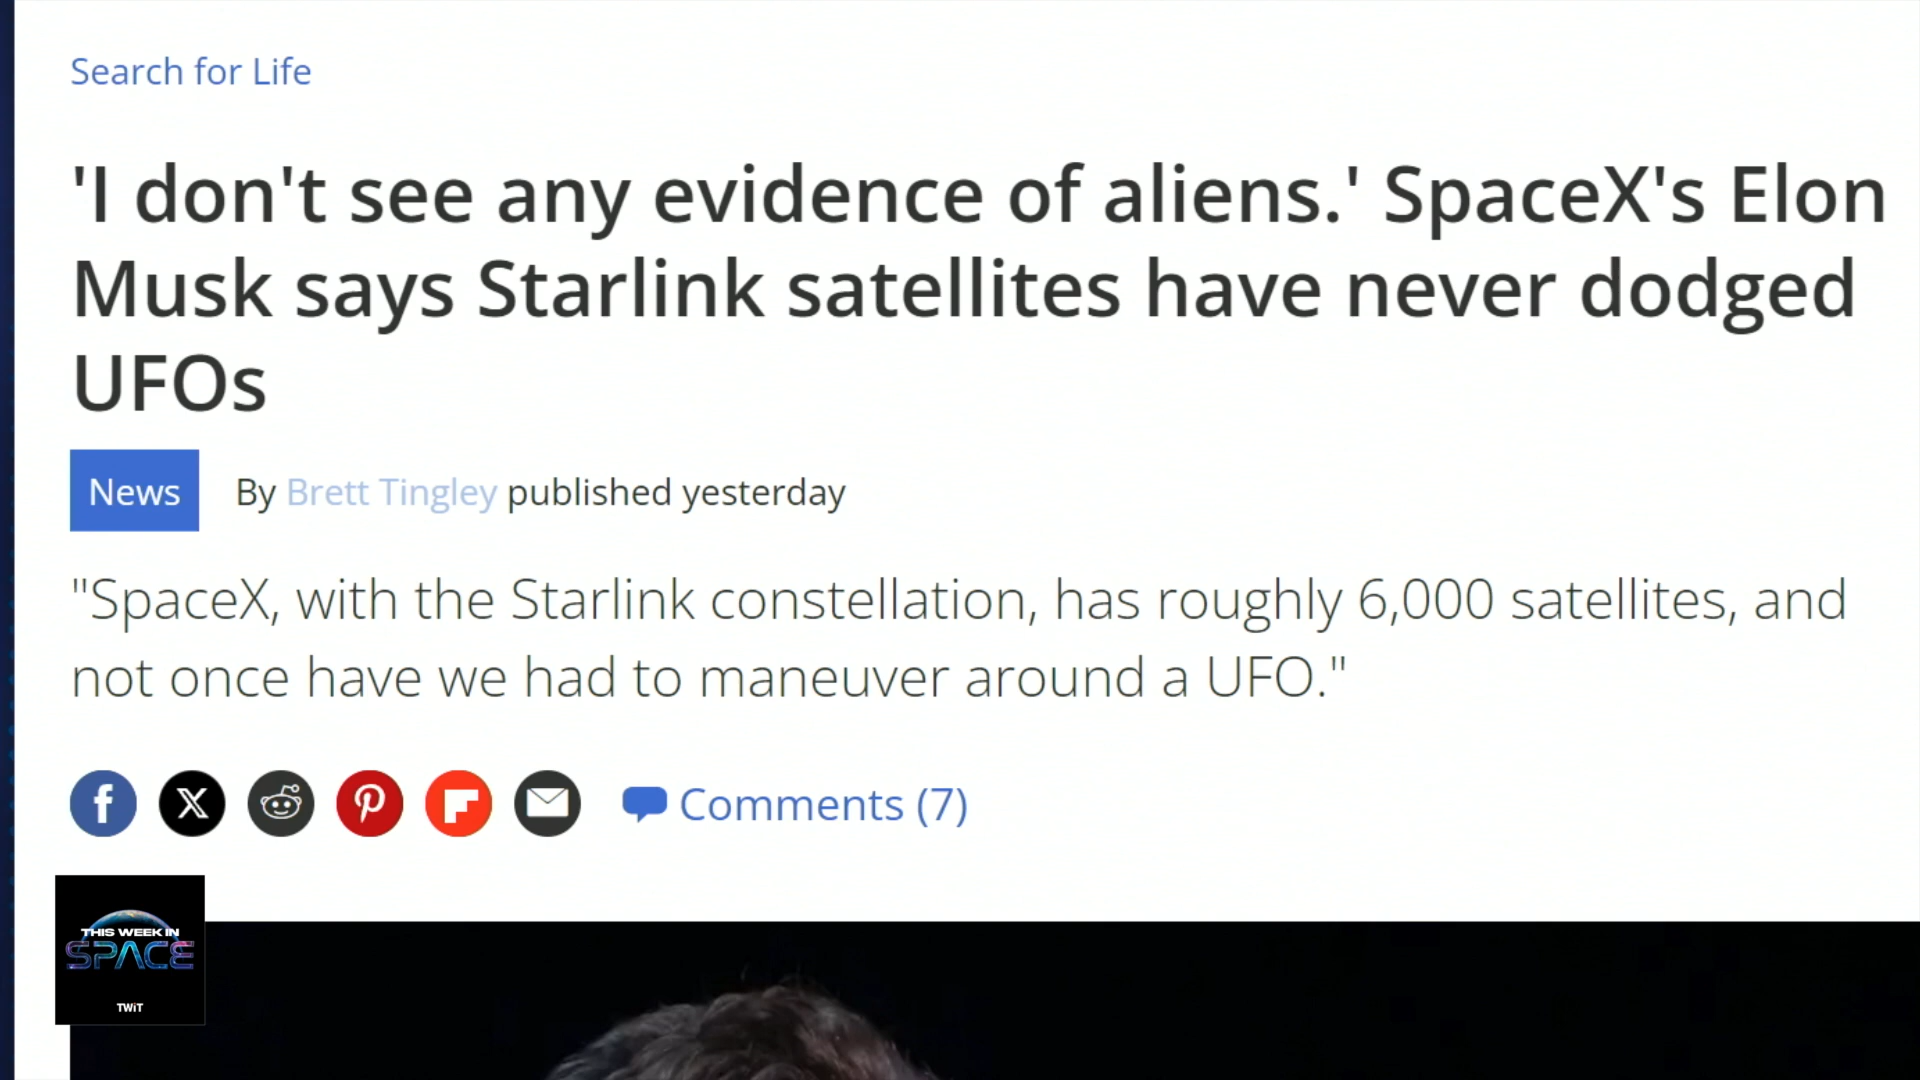 Search for Life
'I don't see any evidence of aliens.' SpaceX's Elon
Musk says Starlink satellites have never dodged
UFOs
News By Brett Tingley published yesterday
"SpaceX, with the Starlink constellation, has roughly 6,000 satellites, and
not once have we had to maneuver around a UFO."
Comments (7)
THIS WEEK IN
SPACE
TWiT